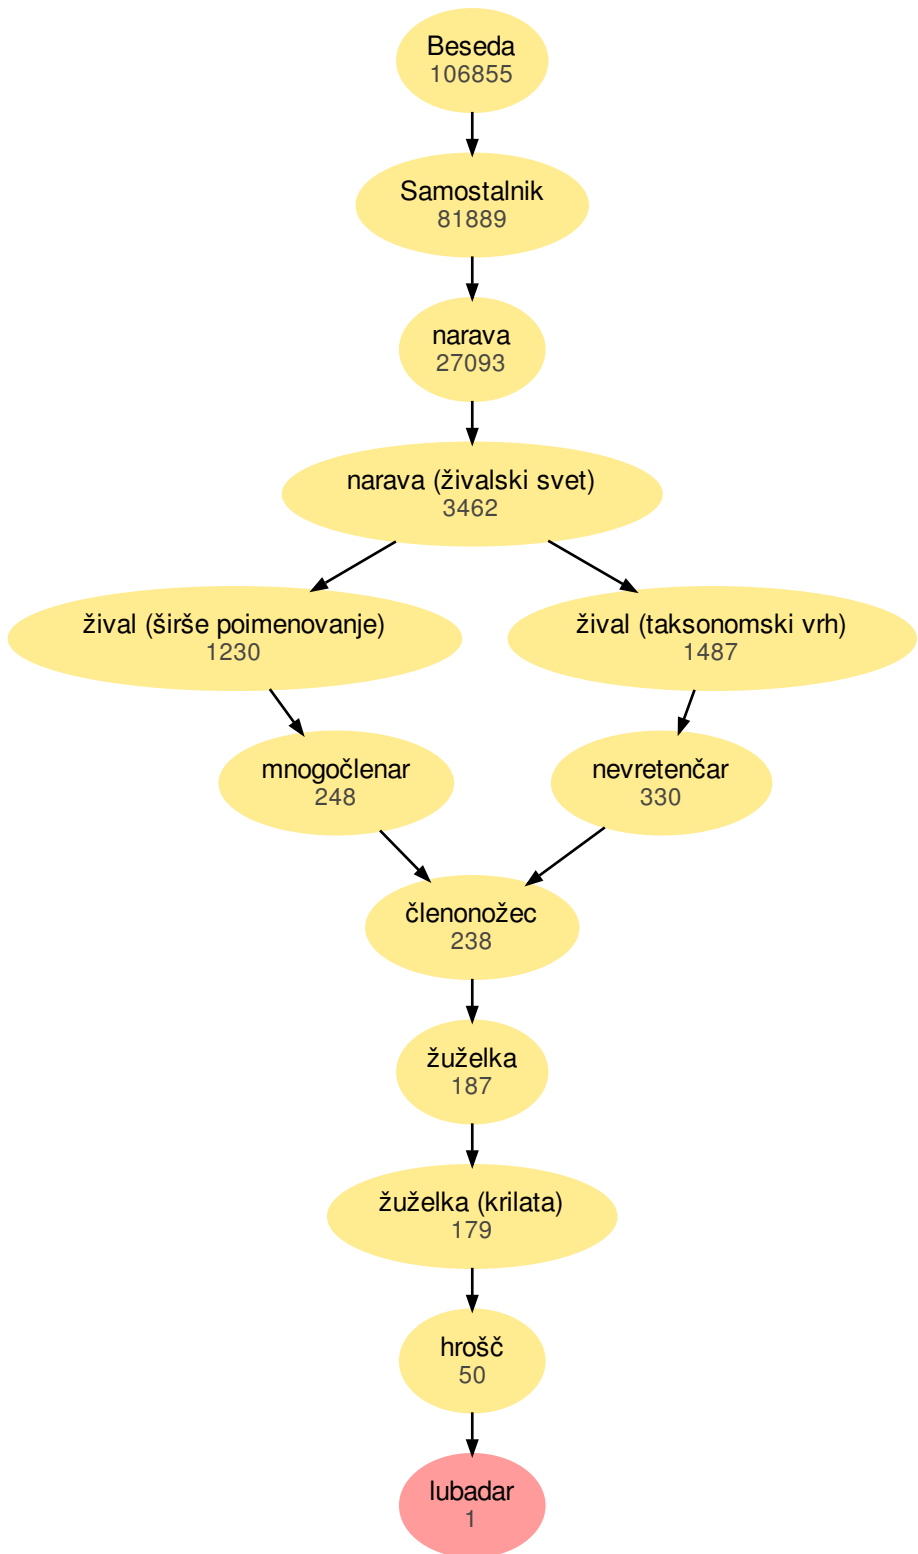 Beseda
106855
Samostalnik
81889
narava
27093
narava (živalski svet)
3462
žival (širše poimenovanje)
1230
žival (taksonomski vrh)
1487
mnogočlenar
248
nevretenčar
330
členonožec
238
žuželka
187
žuželka (krilata)
179
hrošč
50
lubadar
1